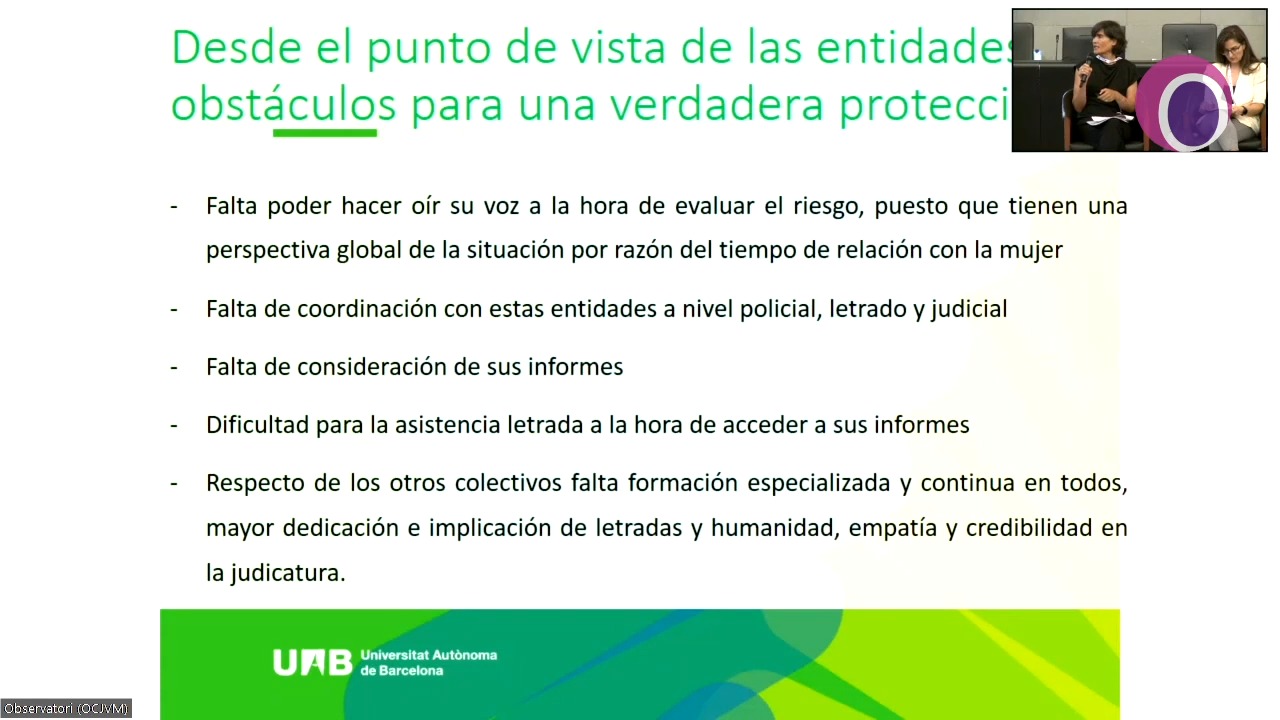 Desde el punto de vista de las entidades
obstáculos para una verdadera protecci
- Falta poder hacer oír su voz a la hora de evaluar el riesgo, puesto que tienen una
perspectiva global de la situación por razón del tiempo de relación con la mujer
- Falta de coordinación con estas entidades a nivel policial, letrado y judicial
- Falta de consideración de sus informes
- Dificultad para la asistencia letrada a la hora de acceder a sus informes
- Respecto de los otros colectivos falta formación especializada y continua en todos,
mayor dedicación e implicación de letradas y humanidad, empatía y credibilidad en
la judicatura.
UAB Universitat Autònoma
de Barcelona
Observatori (OCJVM)